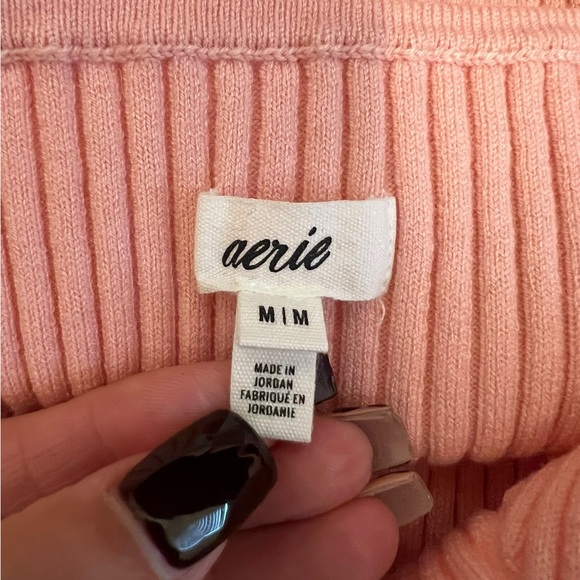 aerie
M | M
MADE IN
JORDAN
FABRIQUÉ EN
JORDANIE